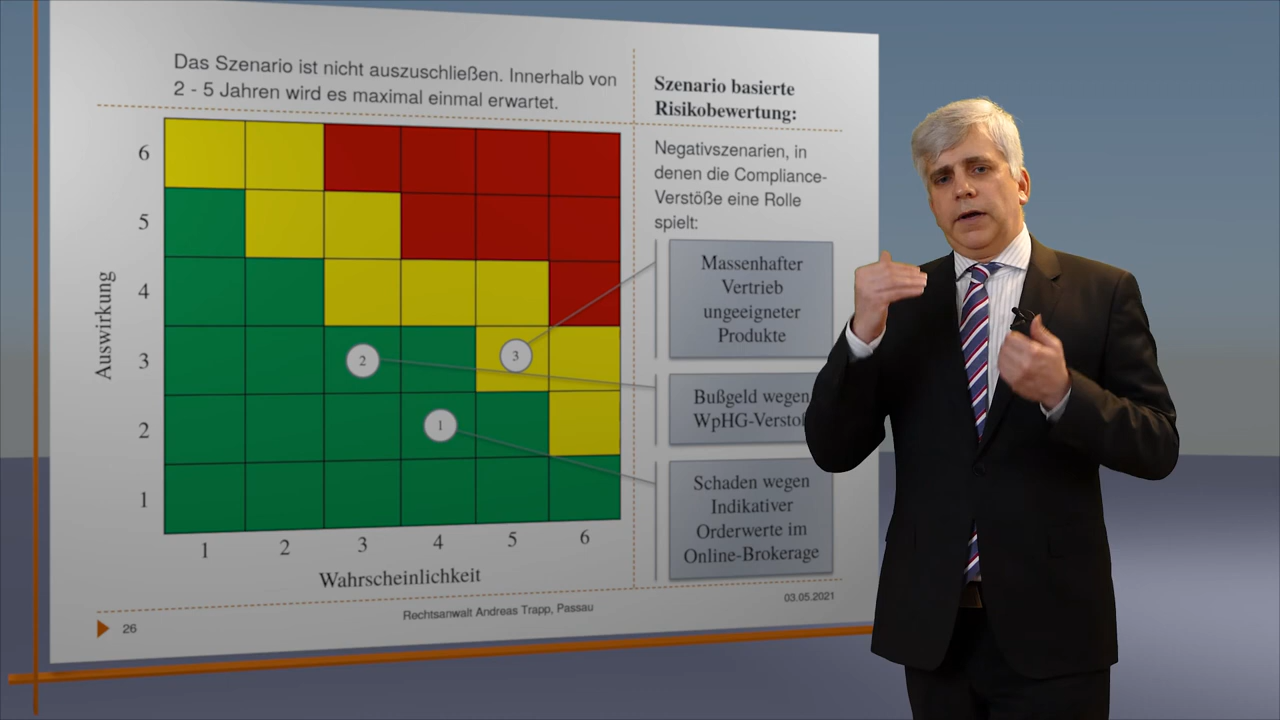 Das Szenario ist nicht auszuschließen. Innerhalb von
2 - 5 Jahren wird es maximal einmal erwartet.
Szenario basierte
Risikobewertung:
Negativszenarien, in
denen die Compliance-
Verstöße eine Rolle
spielt:
Massenhafter
Vertrieb
ungeeigneter
Produkte
Bußgeld wegen
Schaden wegen
Indikativer
Orderwerte im
Online-Brokerage
Auswirkung
6
5
4
3
2
1
2
3
1
1
2
3
4
5
6
Wahrscheinlichkeit
26
Rechtsanwalt Andreas Trapp, Passau
03.05.2021